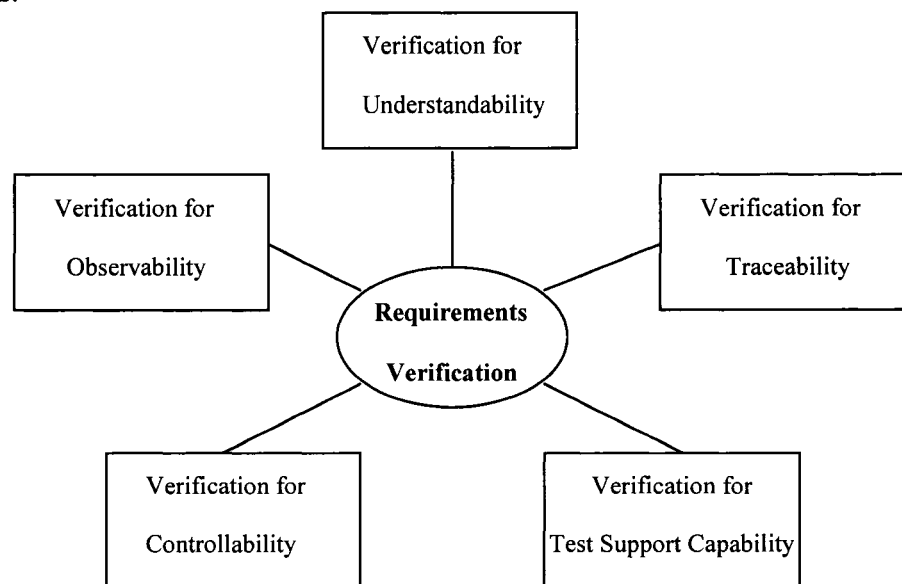 Verification for
Understandability
Verification for
Observability
Verification for
Traceability
Requirements
Verification
Verification for
Controllability
Verification for
Test Support Capability